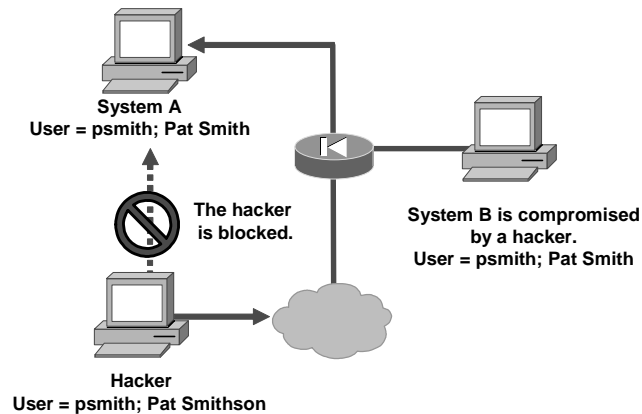 System A
User = psmith; Pat Smith
The hacker
is blocked.
System B is compromised
by a hacker.
User = psmith; Pat Smith
Hacker
User = psmith; Pat Smithson